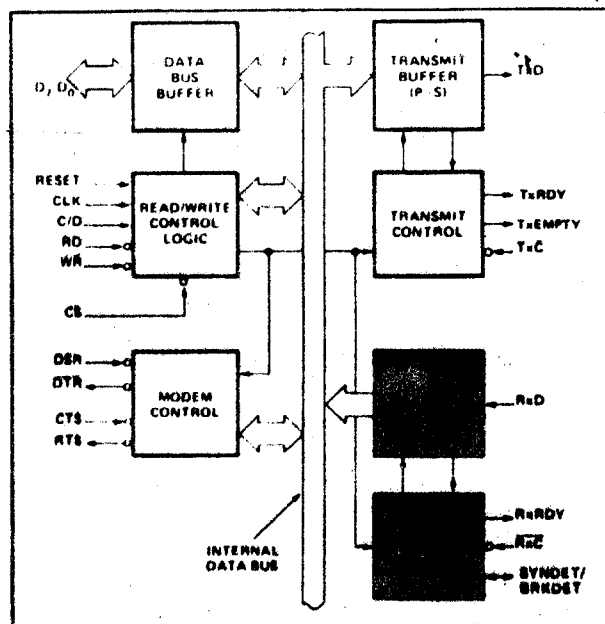 DATA
BUS
BUFFER
D7 D0
TRANSMIT
BUFFER
(P S)
TxD
RESET
CLK
C/D
RD
WR
READ/WRITE
CONTROL
LOGIC
TRANSMIT
CONTROL
TxRDY
TxEMPTY
TxC
CS
DSR
DTR
CTS
RTS
MODEM
CONTROL
RxD
INTERNAL
DATA BUS
RxRDY
RxC
SYNDET/
BRKDET